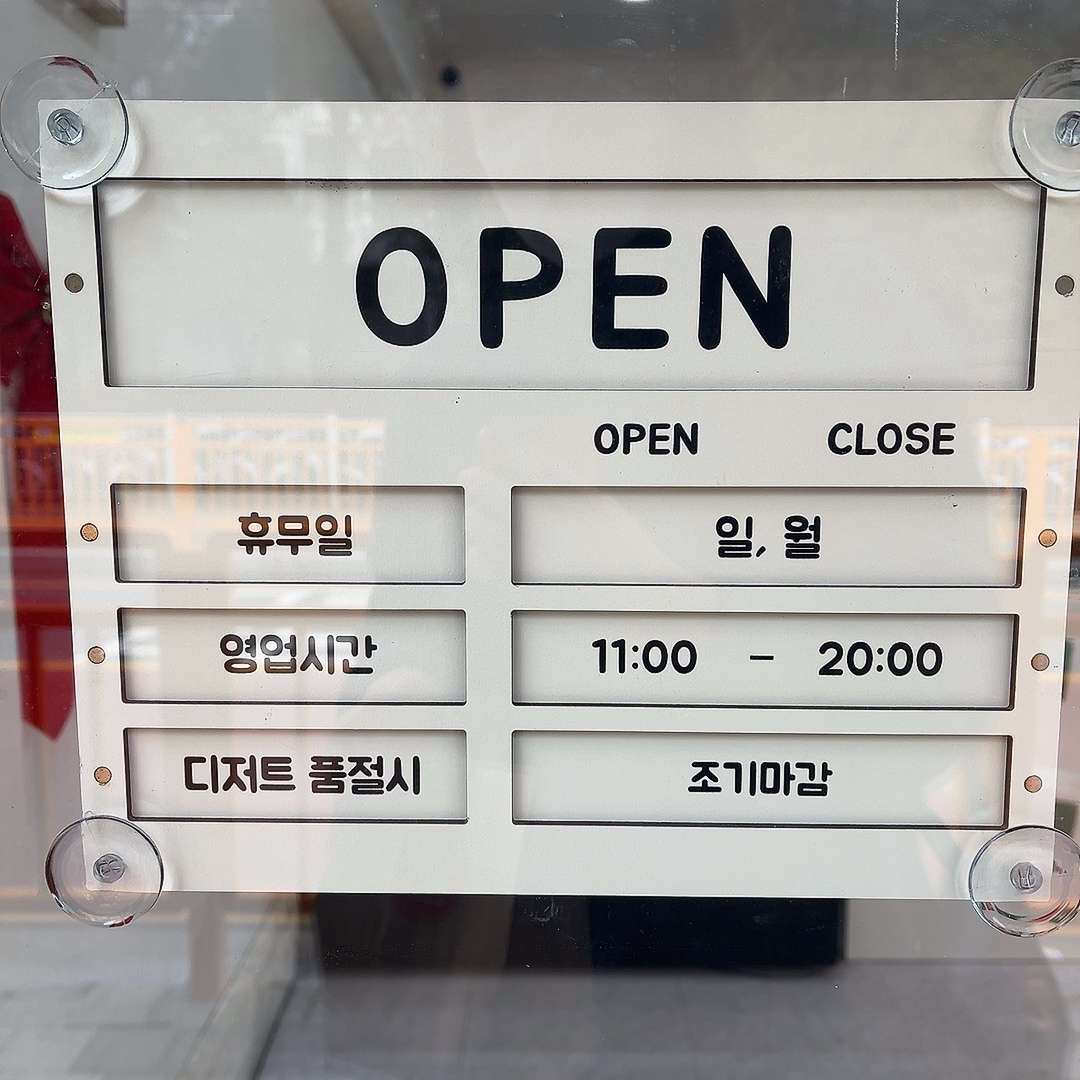 OPEN
OPEN CLOSE
휴무일 일, 월
영업시간 11:00 - 20:00
디저트 품절시 조기마감